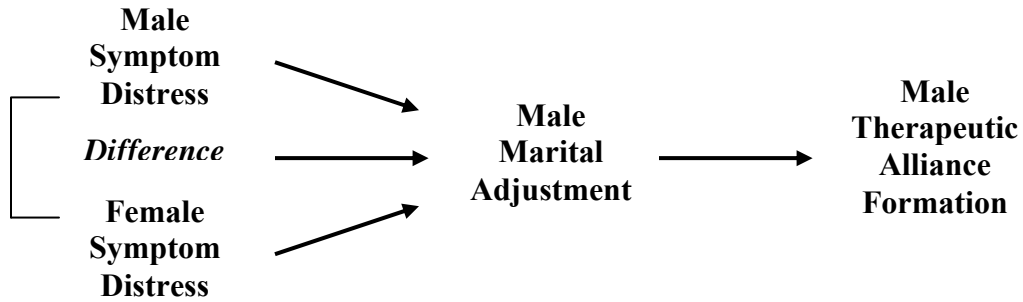 Male
Symptom
Distress
Difference
Female
Symptom
Distress
Male
Marital
Adjustment
Male
Therapeutic
Alliance
Formation